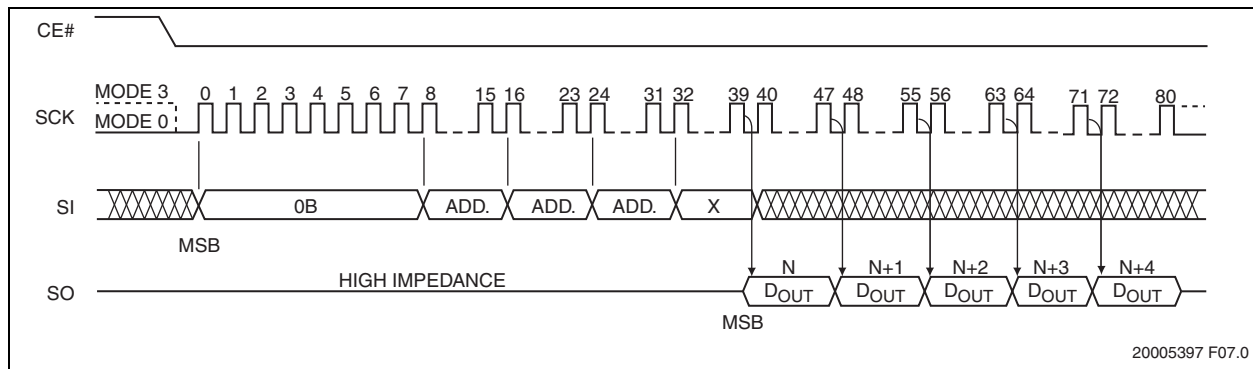 CE#
MODE 3
0 1 2 3 4 5 6 7 8 15 16 23 24 31 32 39 40 47 48 55 56 63 64 71 72 80
SCK
MODE 0
SI
0B ADD. ADD. ADD. X
MSB
HIGH IMPEDANCE
N N+1 N+2 N+3 N+4
SO
DOUT DOUT DOUT DOUT DOUT
MSB
20005397 F07.0